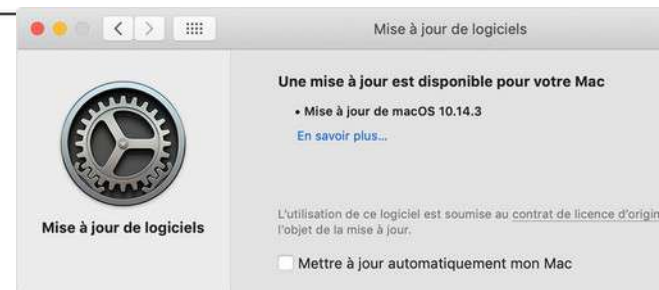 Mise à jour de logiciels
Une mise à jour est disponible pour votre Mac
• Mise à jour de macOS 10.14.3
En savoir plus...
Mise à jour de logiciels
L'utilisation de ce logiciel est soumise au contrat de licence d'origin
l'objet de la mise à jour.
Mettre à jour automatiquement mon Mac